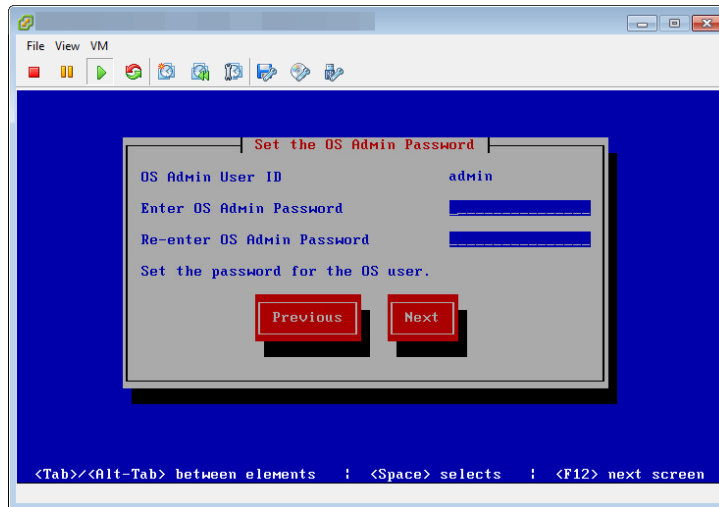 File View VM
Set the OS Admin Password
OS Admin User ID admin
Enter OS Admin Password
Re-enter OS Admin Password
Set the password for the OS user.
Previous Next
<Tab>/<Alt-Tab> between elements ¦ <Space> selects ¦ <F12> next screen